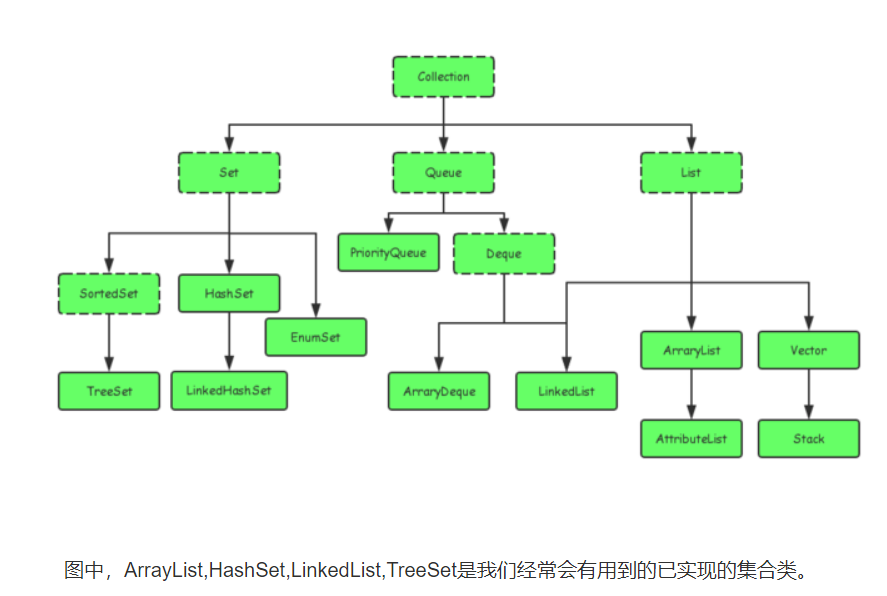 Collection
Set
Queue
List
PriorityQueue
Deque
SortedSet
HashSet
EnumSet
ArraryList
Vector
TreeSet
LinkedHashSet
ArraryDeque
LinkedList
AttributeList
Stack
图中，ArrayList,HashSet,LinkedList,TreeSet是我们经常会有用到的已实现的集合类。